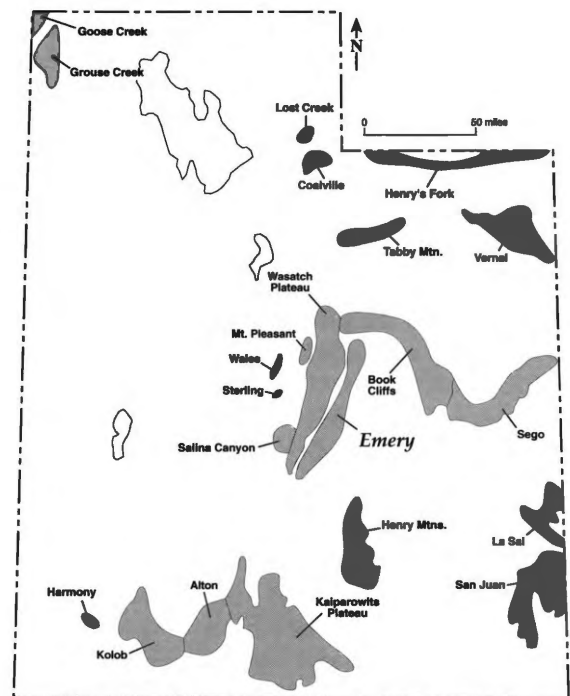 Goose Creek
Grouse Creek
N
Lost Creek
0
50 miles
Coalville
Henry's Fork
Tabby Mtn.
Vernal
Wasatch
Plateau
Mt. Pleasant
Wales
Sterling
Book
Cliffs
Emery
Sego
Salina Canyon
Henry Mtns.
La Sal
San Juan
Harmony
Alton
Kaiparowits
Plateau
Kolob